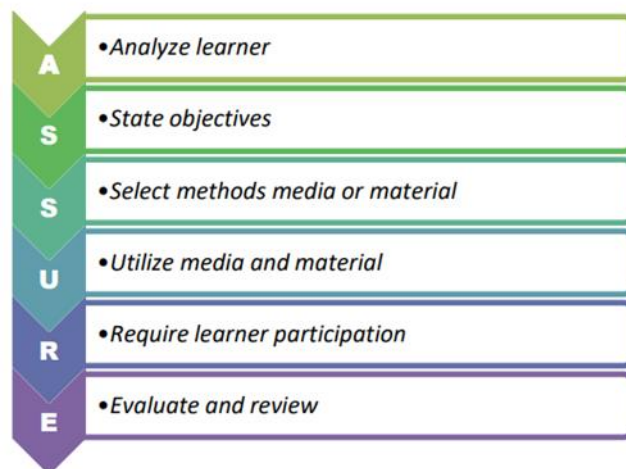 A
•Analyze learner
S
•State objectives
S
•Select methods media or material
U
•Utilize media and material
R
•Require learner participation
E
•Evaluate and review